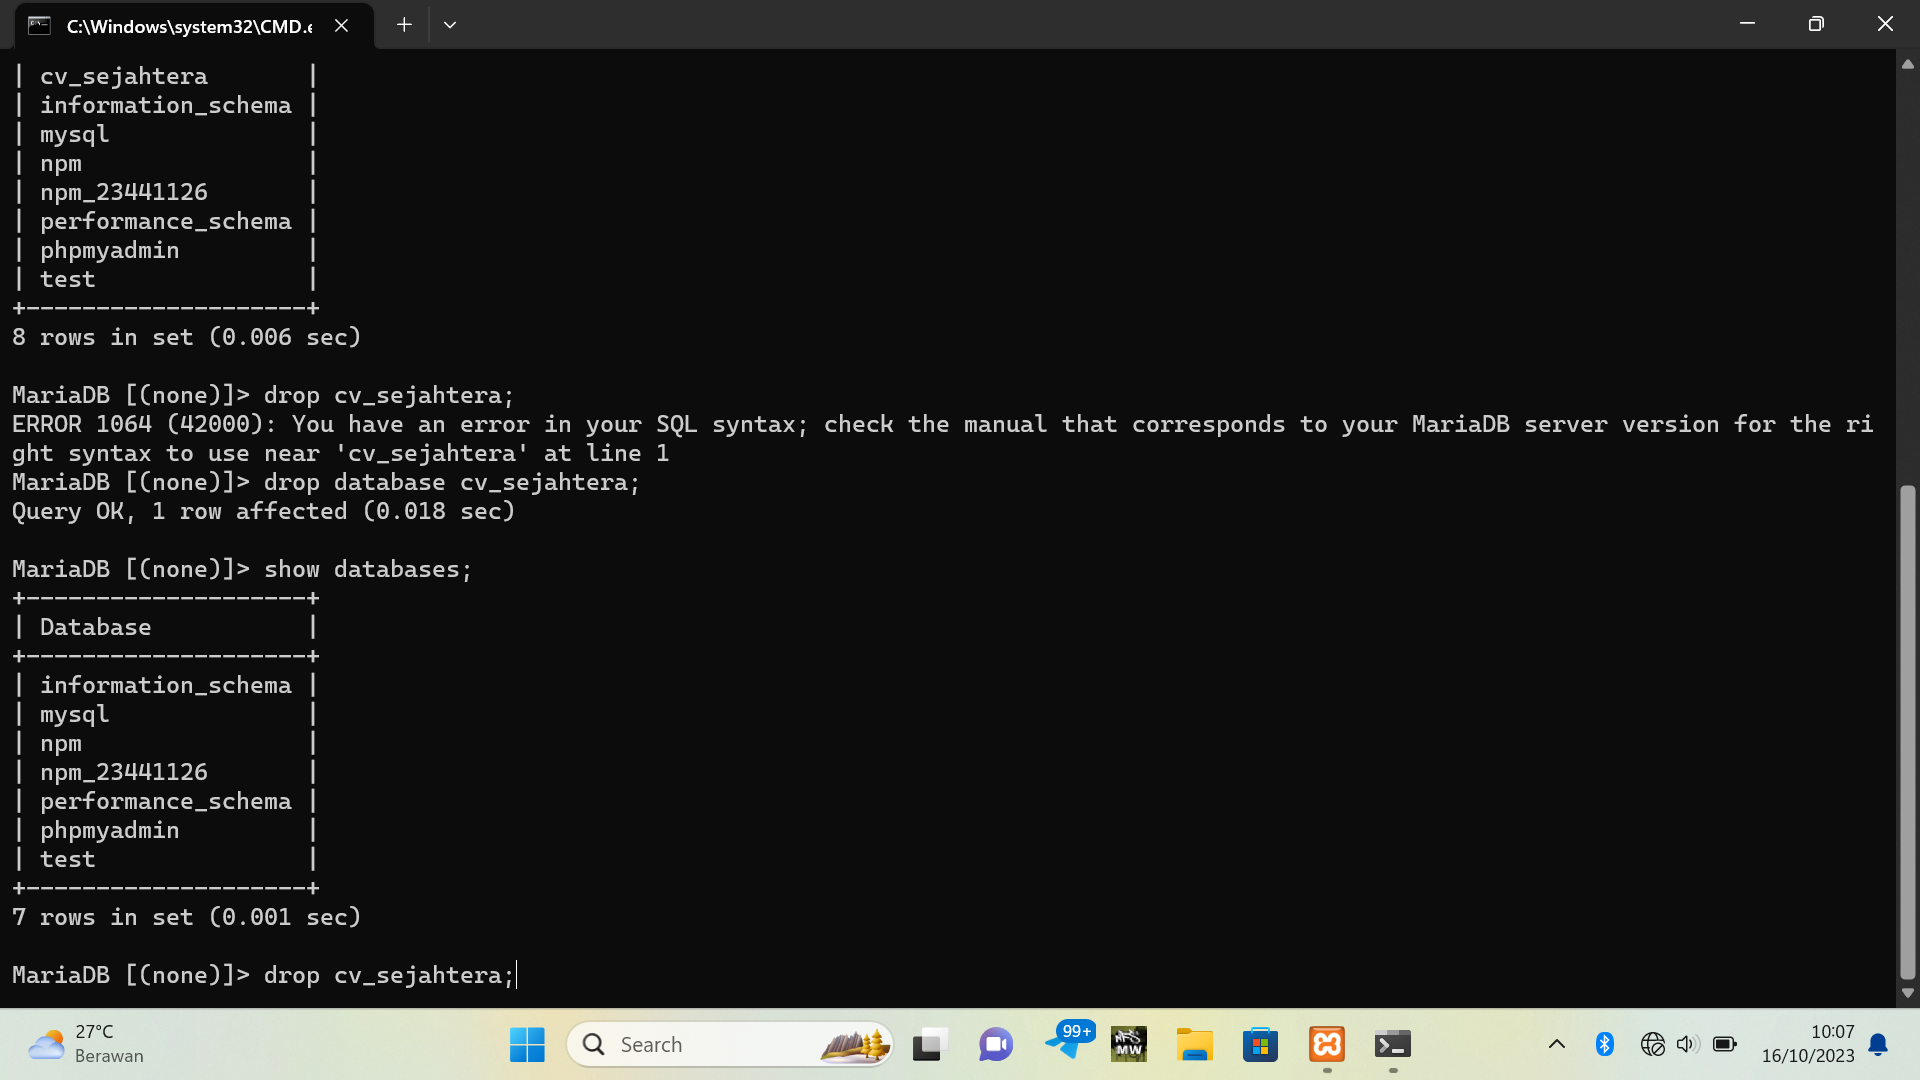 C:\Windows\system32\CMD.e
| cv_sejahtera       |
| information_schema |
| mysql              |
| npm                |
| npm_23441126       |
| performance_schema |
| phpmyadmin         |
| test               |
+--------------------+
8 rows in set (0.006 sec)
MariaDB [(none)]> drop cv_sejahtera;
ERROR 1064 (42000): You have an error in your SQL syntax; check the manual that corresponds to your MariaDB server version for the ri
ght syntax to use near 'cv_sejahtera' at line 1
MariaDB [(none)]> drop database cv_sejahtera;
Query OK, 1 row affected (0.018 sec)
MariaDB [(none)]> show databases;
+--------------------+
| Database           |
+--------------------+
| information_schema |
| mysql              |
| npm                |
| npm_23441126       |
| performance_schema |
| phpmyadmin         |
| test               |
+--------------------+
7 rows in set (0.001 sec)
MariaDB [(none)]> drop cv_sejahtera;
27°C
Berawan
Search
99+
NFS
MW
10:07
16/10/2023